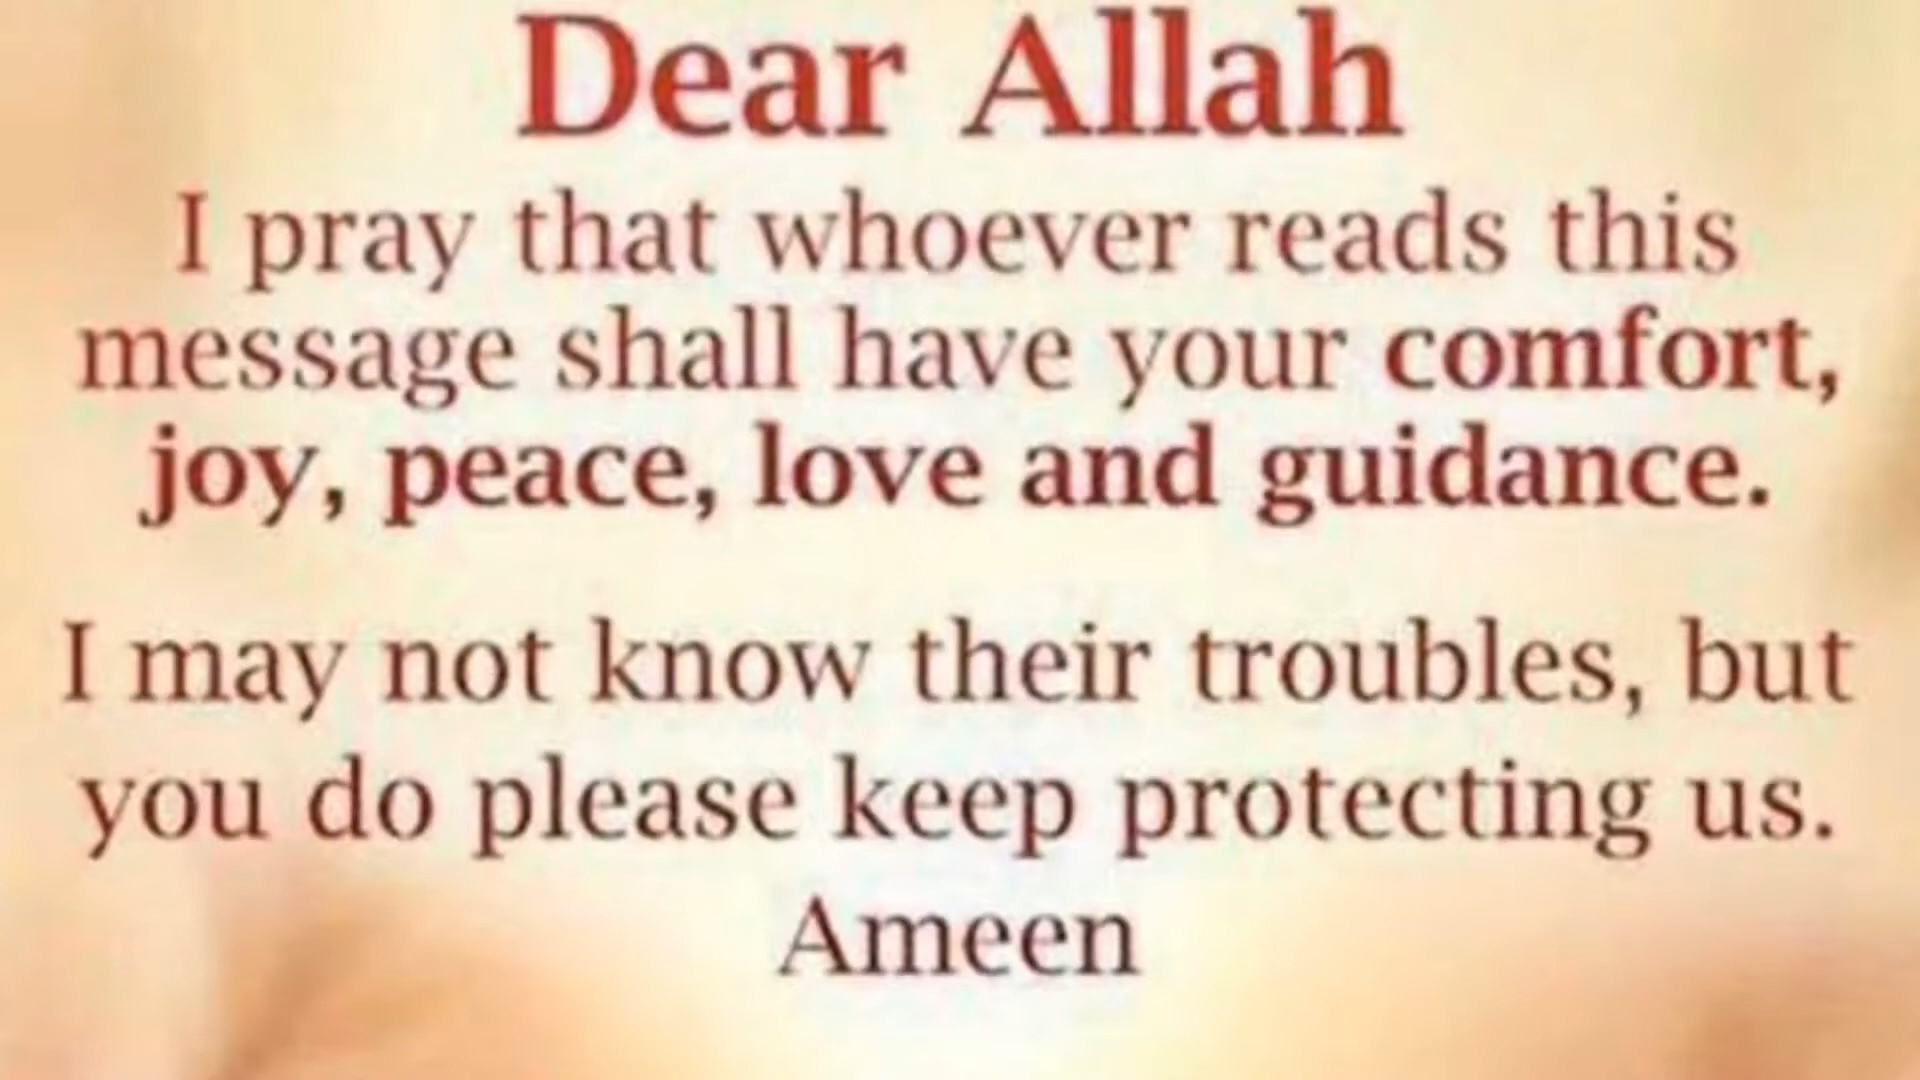 Dear Allah
I pray that whoever reads this
message shall have your comfort,
joy, peace, love and guidance.
I may not know their troubles, but
you do please keep protecting us.
Ameen